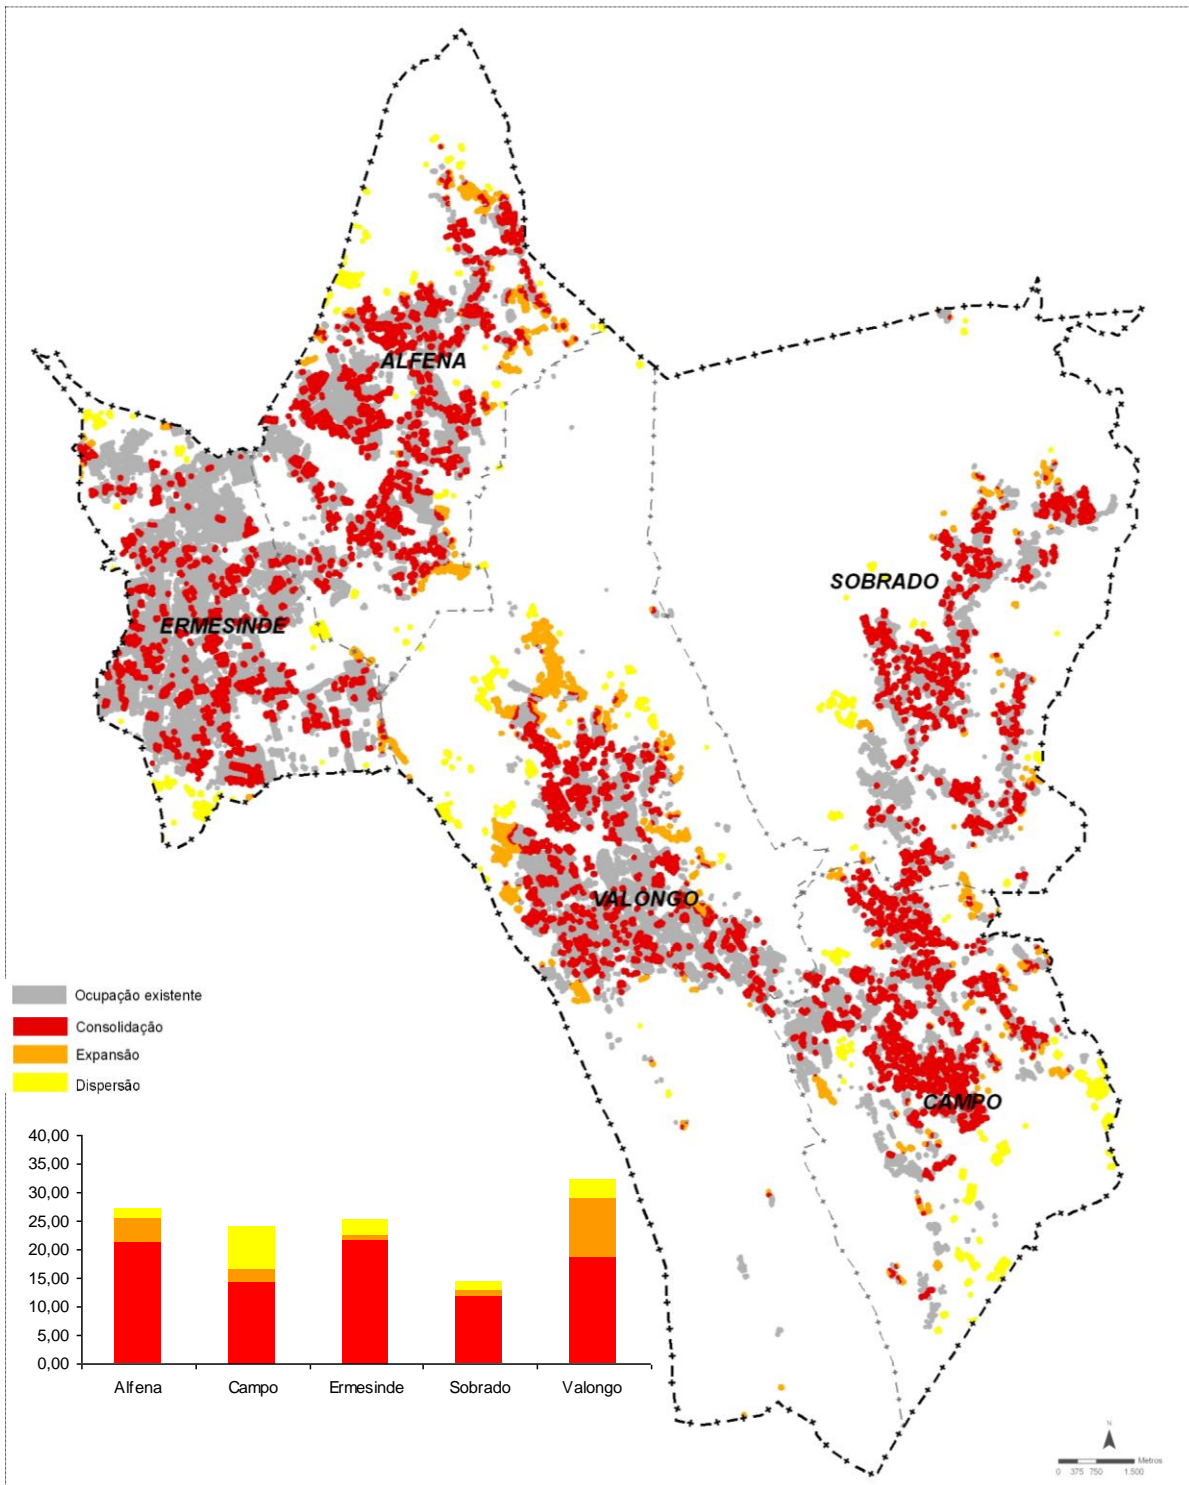 ALFENA
ERMESINDE
SOBRADO
VALONGO
CAMPO
Ocupação existente
Consolidação
Expansão
Dispersão
40,00
35,00
30,00
25,00
20,00
15,00
10,00
5,00
0,00
Alfena Campo Ermesinde Sobrado Valongo
N
Metros
0 375 750 1.500